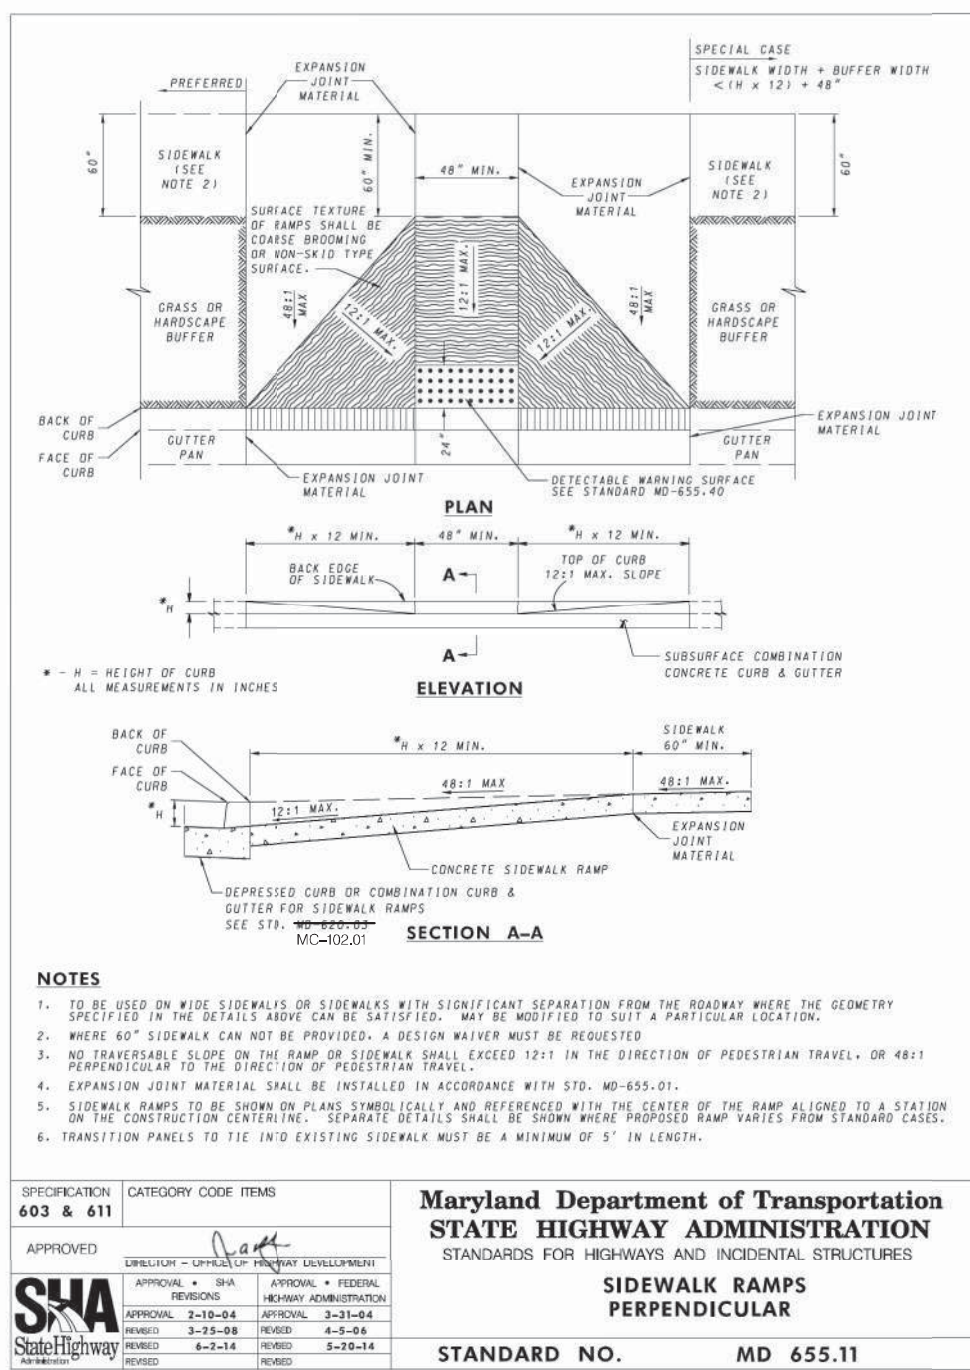 SPECIAL CASE
SIDEWALK WIDTH + BUFFER WIDTH
< (H x 12) + 48"
EXPANSION
JOINT
MATERIAL
PREFERRED
60"
SIDEWALK
(SEE
NOTE 2)
60" MIN.
48" MIN.
EXPANSION
JOINT
MATERIAL
SIDEWALK
(SEE
NOTE 2)
60"
SURFACE TEXTURE
OF RAMPS SHALL BE
COARSE BROOMING
OR NON-SKID TYPE
SURFACE.
48:1
MAX
12:1 MAX.
12:1 MAX.
12:1 MAX.
48:1
MAX
GRASS OR
HARDSCAPE
BUFFER
GRASS OR
HARDSCAPE
BUFFER
BACK OF
CURB
FACE OF
CURB
GUTTER
PAN
24"
EXPANSION JOINT
MATERIAL
GUTTER
PAN
EXPANSION JOINT
MATERIAL
DETECTABLE WARNING SURFACE
SEE STANDARD MD-655.40
PLAN
*H x 12 MIN.
48" MIN.
*H x 12 MIN.
BACK EDGE
OF SIDEWALK
A
TOP OF CURB
12:1 MAX. SLOPE
*H
A
SUBSURFACE COMBINATION
CONCRETE CURB & GUTTER
* - H = HEIGHT OF CURB
ALL MEASUREMENTS IN INCHES
ELEVATION
BACK OF
CURB
FACE OF
CURB
*H x 12 MIN.
SIDEWALK
60" MIN.
48:1 MAX
48:1 MAX.
*H
12:1 MAX.
EXPANSION
JOINT
MATERIAL
CONCRETE SIDEWALK RAMP
DEPRESSED CURB OR COMBINATION CURB &
GUTTER FOR SIDEWALK RAMPS
SEE STD. MD-620.03
MC-102.01
SECTION A-A
NOTES
1. TO BE USED ON WIDE SIDEWALKS OR SIDEWALKS WITH SIGNIFICANT SEPARATION FROM THE ROADWAY WHERE THE GEOMETRY
SPECIFIED IN THE DETAILS ABOVE CAN BE SATISFIED. MAY BE MODIFIED TO SUIT A PARTICULAR LOCATION.
2. WHERE 60" SIDEWALK CAN NOT BE PROVIDED, A DESIGN WAIVER MUST BE REQUESTED
3. NO TRAVERSABLE SLOPE ON THE RAMP OR SIDEWALK SHALL EXCEED 12:1 IN THE DIRECTION OF PEDESTRIAN TRAVEL, OR 48:1
PERPENDICULAR TO THE DIRECTION OF PEDESTRIAN TRAVEL.
4. EXPANSION JOINT MATERIAL SHALL BE INSTALLED IN ACCORDANCE WITH STD. MD-655.01.
5. SIDEWALK RAMPS TO BE SHOWN ON PLANS SYMBOLICALLY AND REFERENCED WITH THE CENTER OF THE RAMP ALIGNED TO A STATION
ON THE CONSTRUCTION CENTERLINE. SEPARATE DETAILS SHALL BE SHOWN WHERE PROPOSED RAMP VARIES FROM STANDARD CASES.
6. TRANSITION PANELS TO TIE INTO EXISTING SIDEWALK MUST BE A MINIMUM OF 5' IN LENGTH.
SPECIFICATION
603 & 611
CATEGORY CODE ITEMS
APPROVED
DIRECTOR - OFFICE OF HIGHWAY DEVELOPMENT
SHA
State Highway
Administration
APPROVAL • SHA
REVISIONS
APPROVAL • FEDERAL
HIGHWAY ADMINISTRATION
APPROVAL 2-10-04 APPROVAL 3-31-04
REVISED 3-25-08 REVISED 4-5-06
REVISED 6-2-14 REVISED 5-20-14
REVISED REVISED
Maryland Department of Transportation
STATE HIGHWAY ADMINISTRATION
STANDARDS FOR HIGHWAYS AND INCIDENTAL STRUCTURES
SIDEWALK RAMPS
PERPENDICULAR
STANDARD NO. MD 655.11